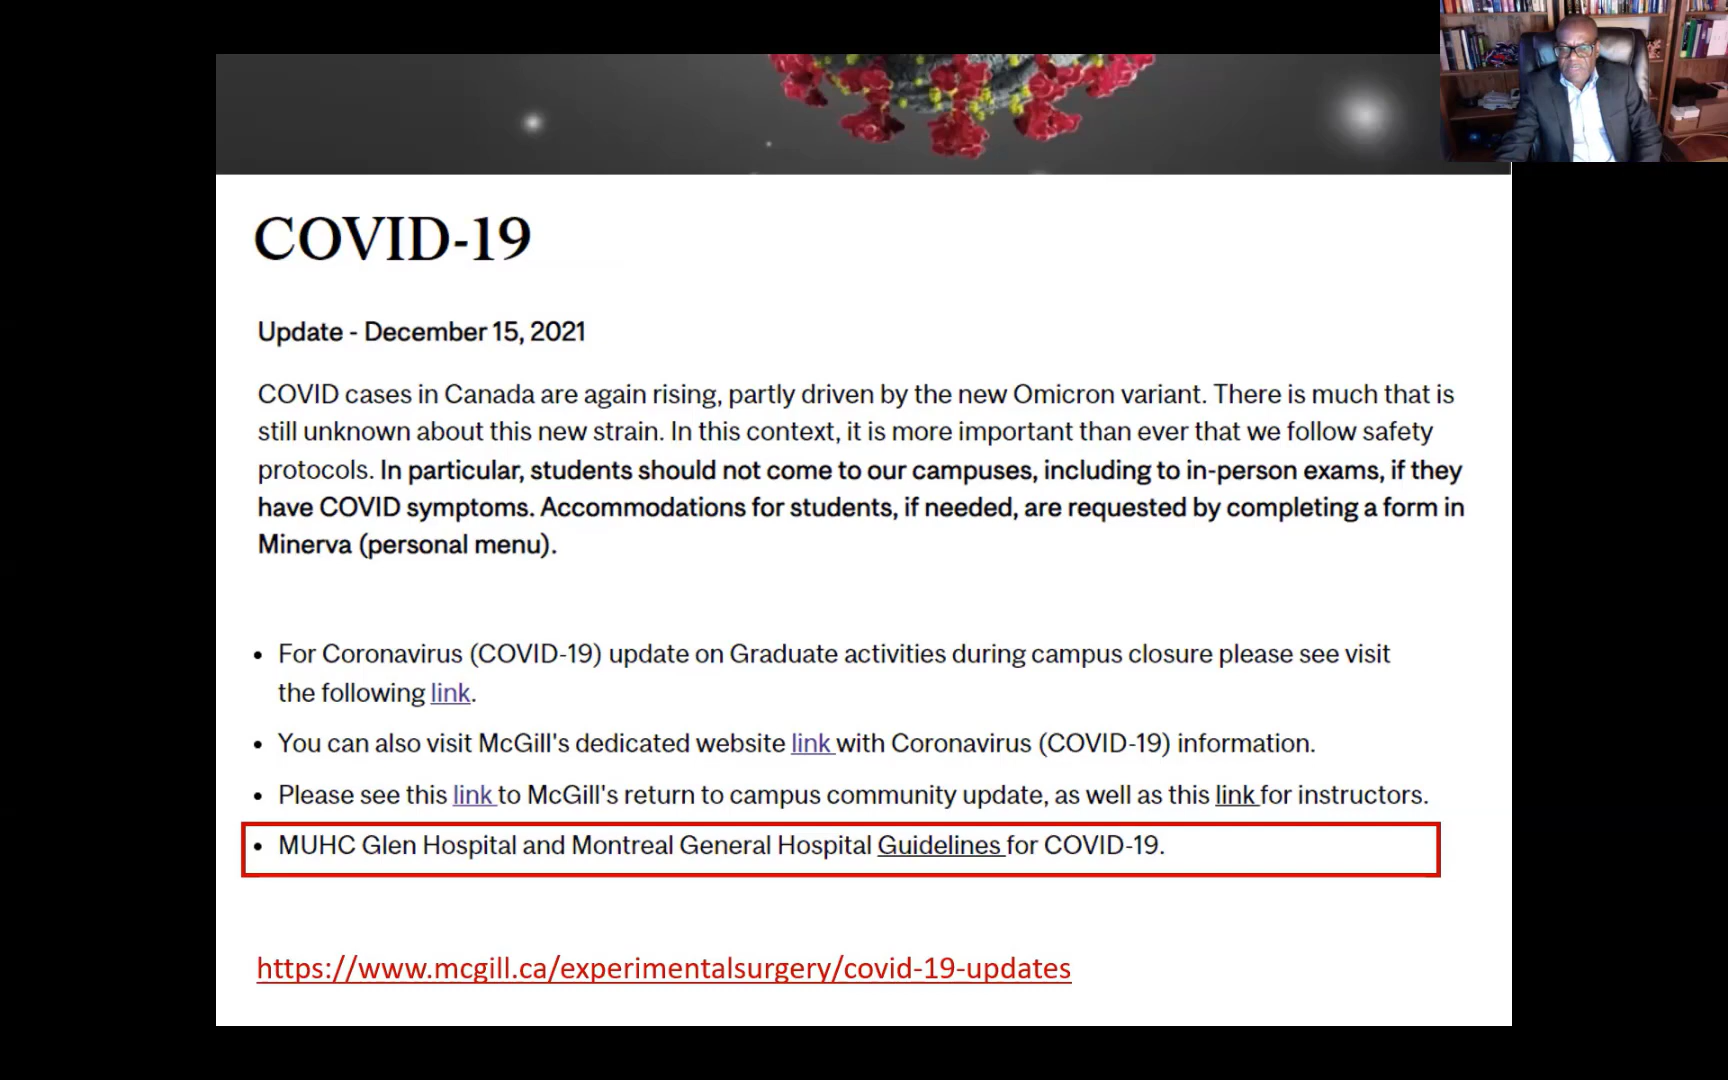 COVID-19
Update - December 15, 2021
COVID cases in Canada are again rising, partly driven by the new Omicron variant. There is much that is
still unknown about this new strain. In this context, it is more important than ever that we follow safety
protocols. In particular, students should not come to our campuses, including to in-person exams, if they
have COVID symptoms. Accommodations for students, if needed, are requested by completing a form in
Minerva (personal menu).
• For Coronavirus (COVID-19) update on Graduate activities during campus closure please see visit
the following link.
• You can also visit McGill's dedicated website link with Coronavirus (COVID-19) information.
• Please see this link to McGill's return to campus community update, as well as this link for instructors.
• MUHC Glen Hospital and Montreal General Hospital Guidelines for COVID-19.
https://www.mcgill.ca/experimentalsurgery/covid-19-updates